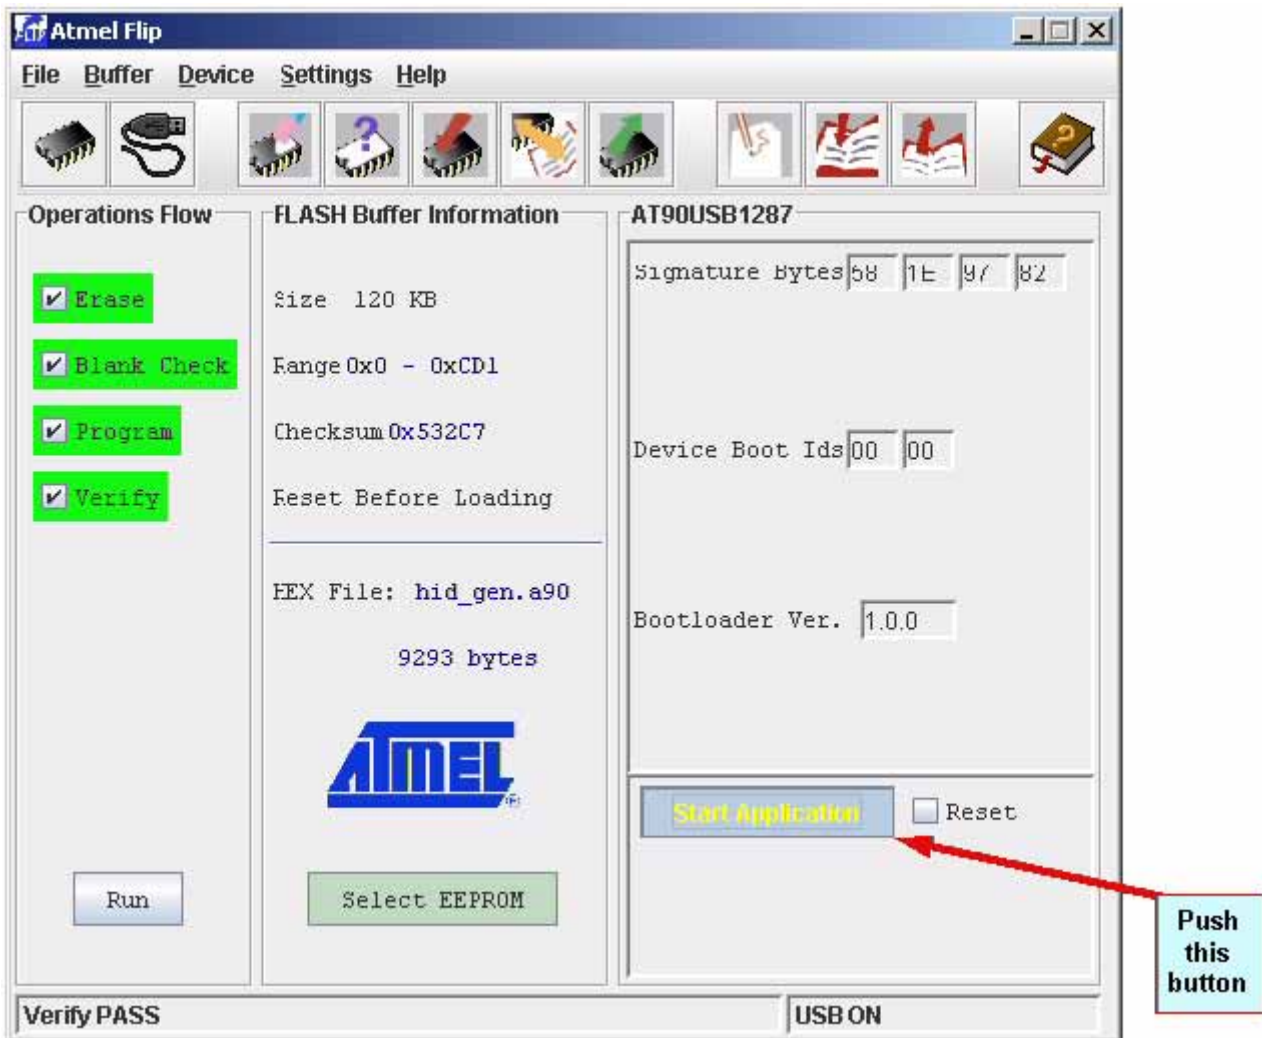 Atmel Flip
File Buffer Device Settings Help
Operations Flow
Erase
Blank Check
Program
Verify
Run
FLASH Buffer Information
Size 120 KB
Range 0x0 - 0xCD1
Checksum 0x532C7
Reset Before Loading
HEX File: hid_gen.a90
9293 bytes
ATMEL®
Select EEPROM
AT90USB1287
Signature Bytes 58 1E 97 82
Device Boot Ids 00 00
Bootloader Ver. 1.0.0
Start Application Reset
Push
this
button
Verify PASS USB ON